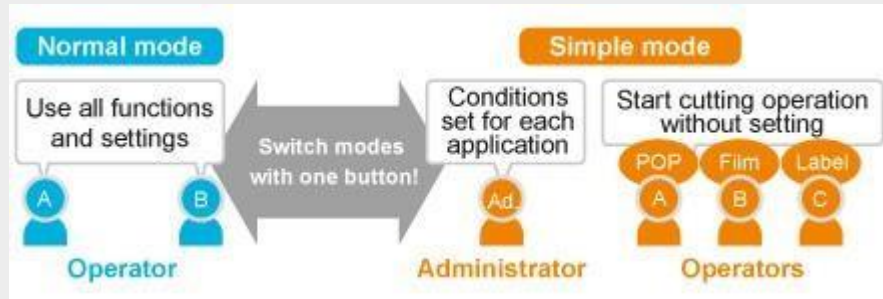 Normal mode
Simple mode
Use all functions
and settings
Switch modes
with one button!
Conditions
set for each
application
Start cutting operation
without setting
POP
Film
Label
A
B
Ad.
A
B
C
Operator
Administrator
Operators